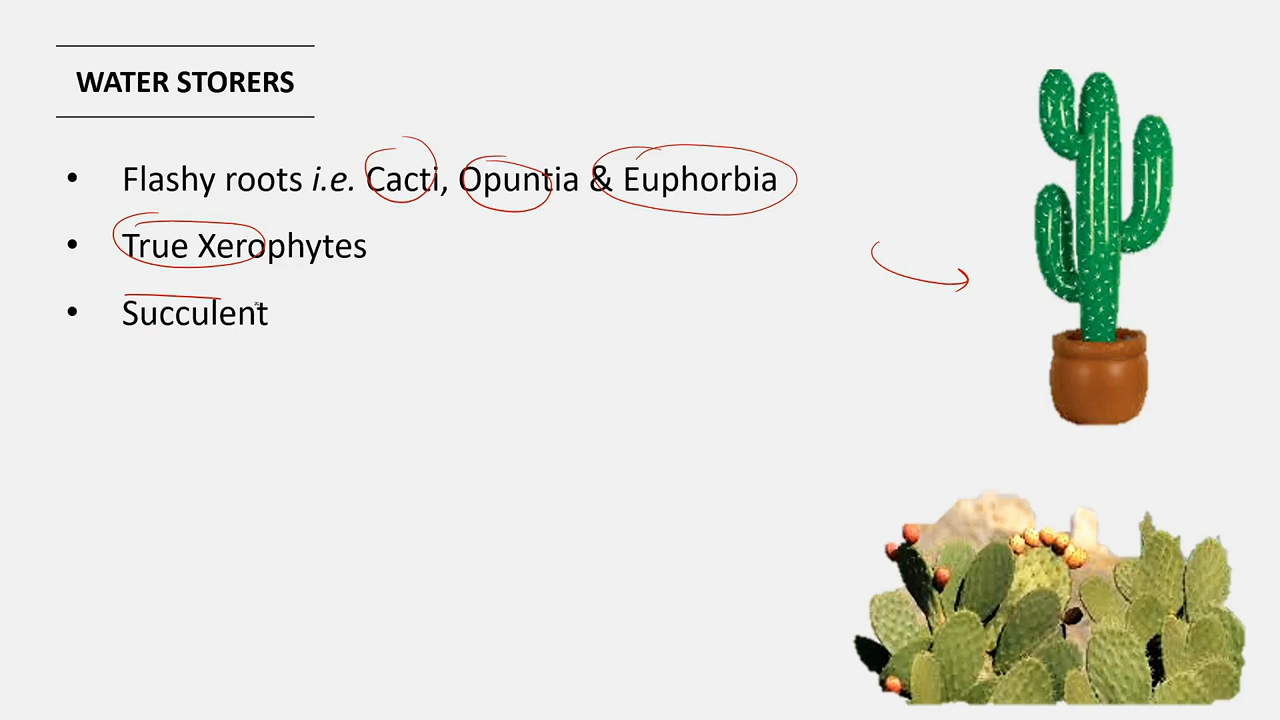 WATER STORERS
• Flashy roots i.e. Cacti, Opuntia & Euphorbia
• True Xerophytes
• Succulent